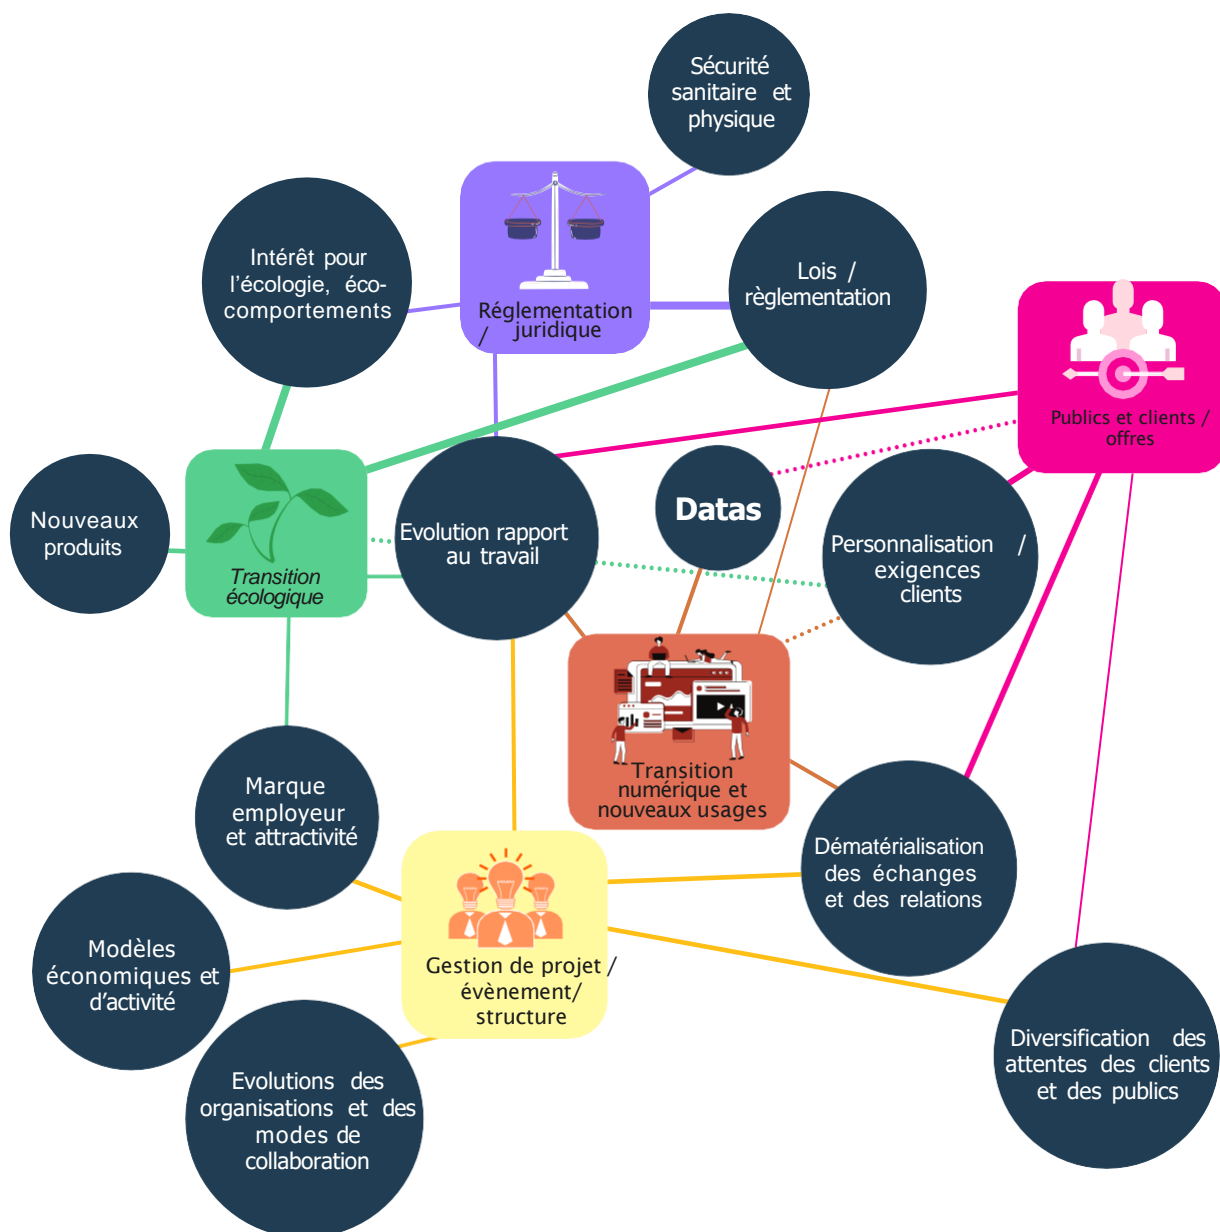 Sécurité
sanitaire et
physique
Intérêt pour
l'écologie, éco-
comportements
Réglementation
/ juridique
Lois /
règlementation
Publics et clients /
offres
Nouveaux
produits
Transition
écologique
Evolution rapport
au travail
Datas
Personnalisation /
exigences
clients
Transition
numérique et
nouveaux usages
Marque
employeur
et attractivité
Dématérialisation
des échanges
et des relations
Modèles
économiques et
d'activité
Gestion de projet /
évènement/
structure
Diversification des
attentes des clients
et des publics
Evolutions des
organisations et des
modes de
collaboration